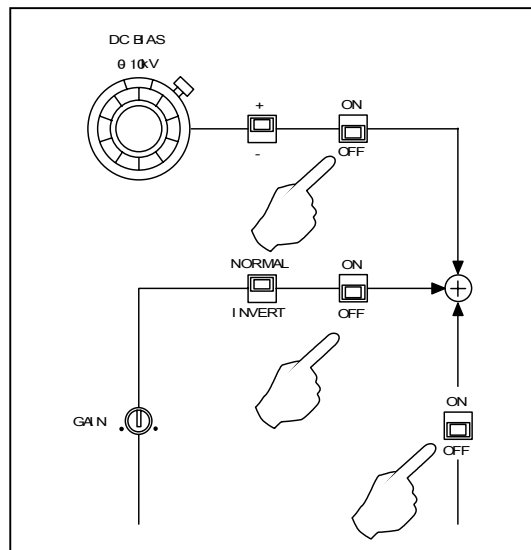 DC BIAS
0-10kV
+
ON
-
OFF
NORMAL
ON
INVERT
OFF
GAIN
ON
OFF